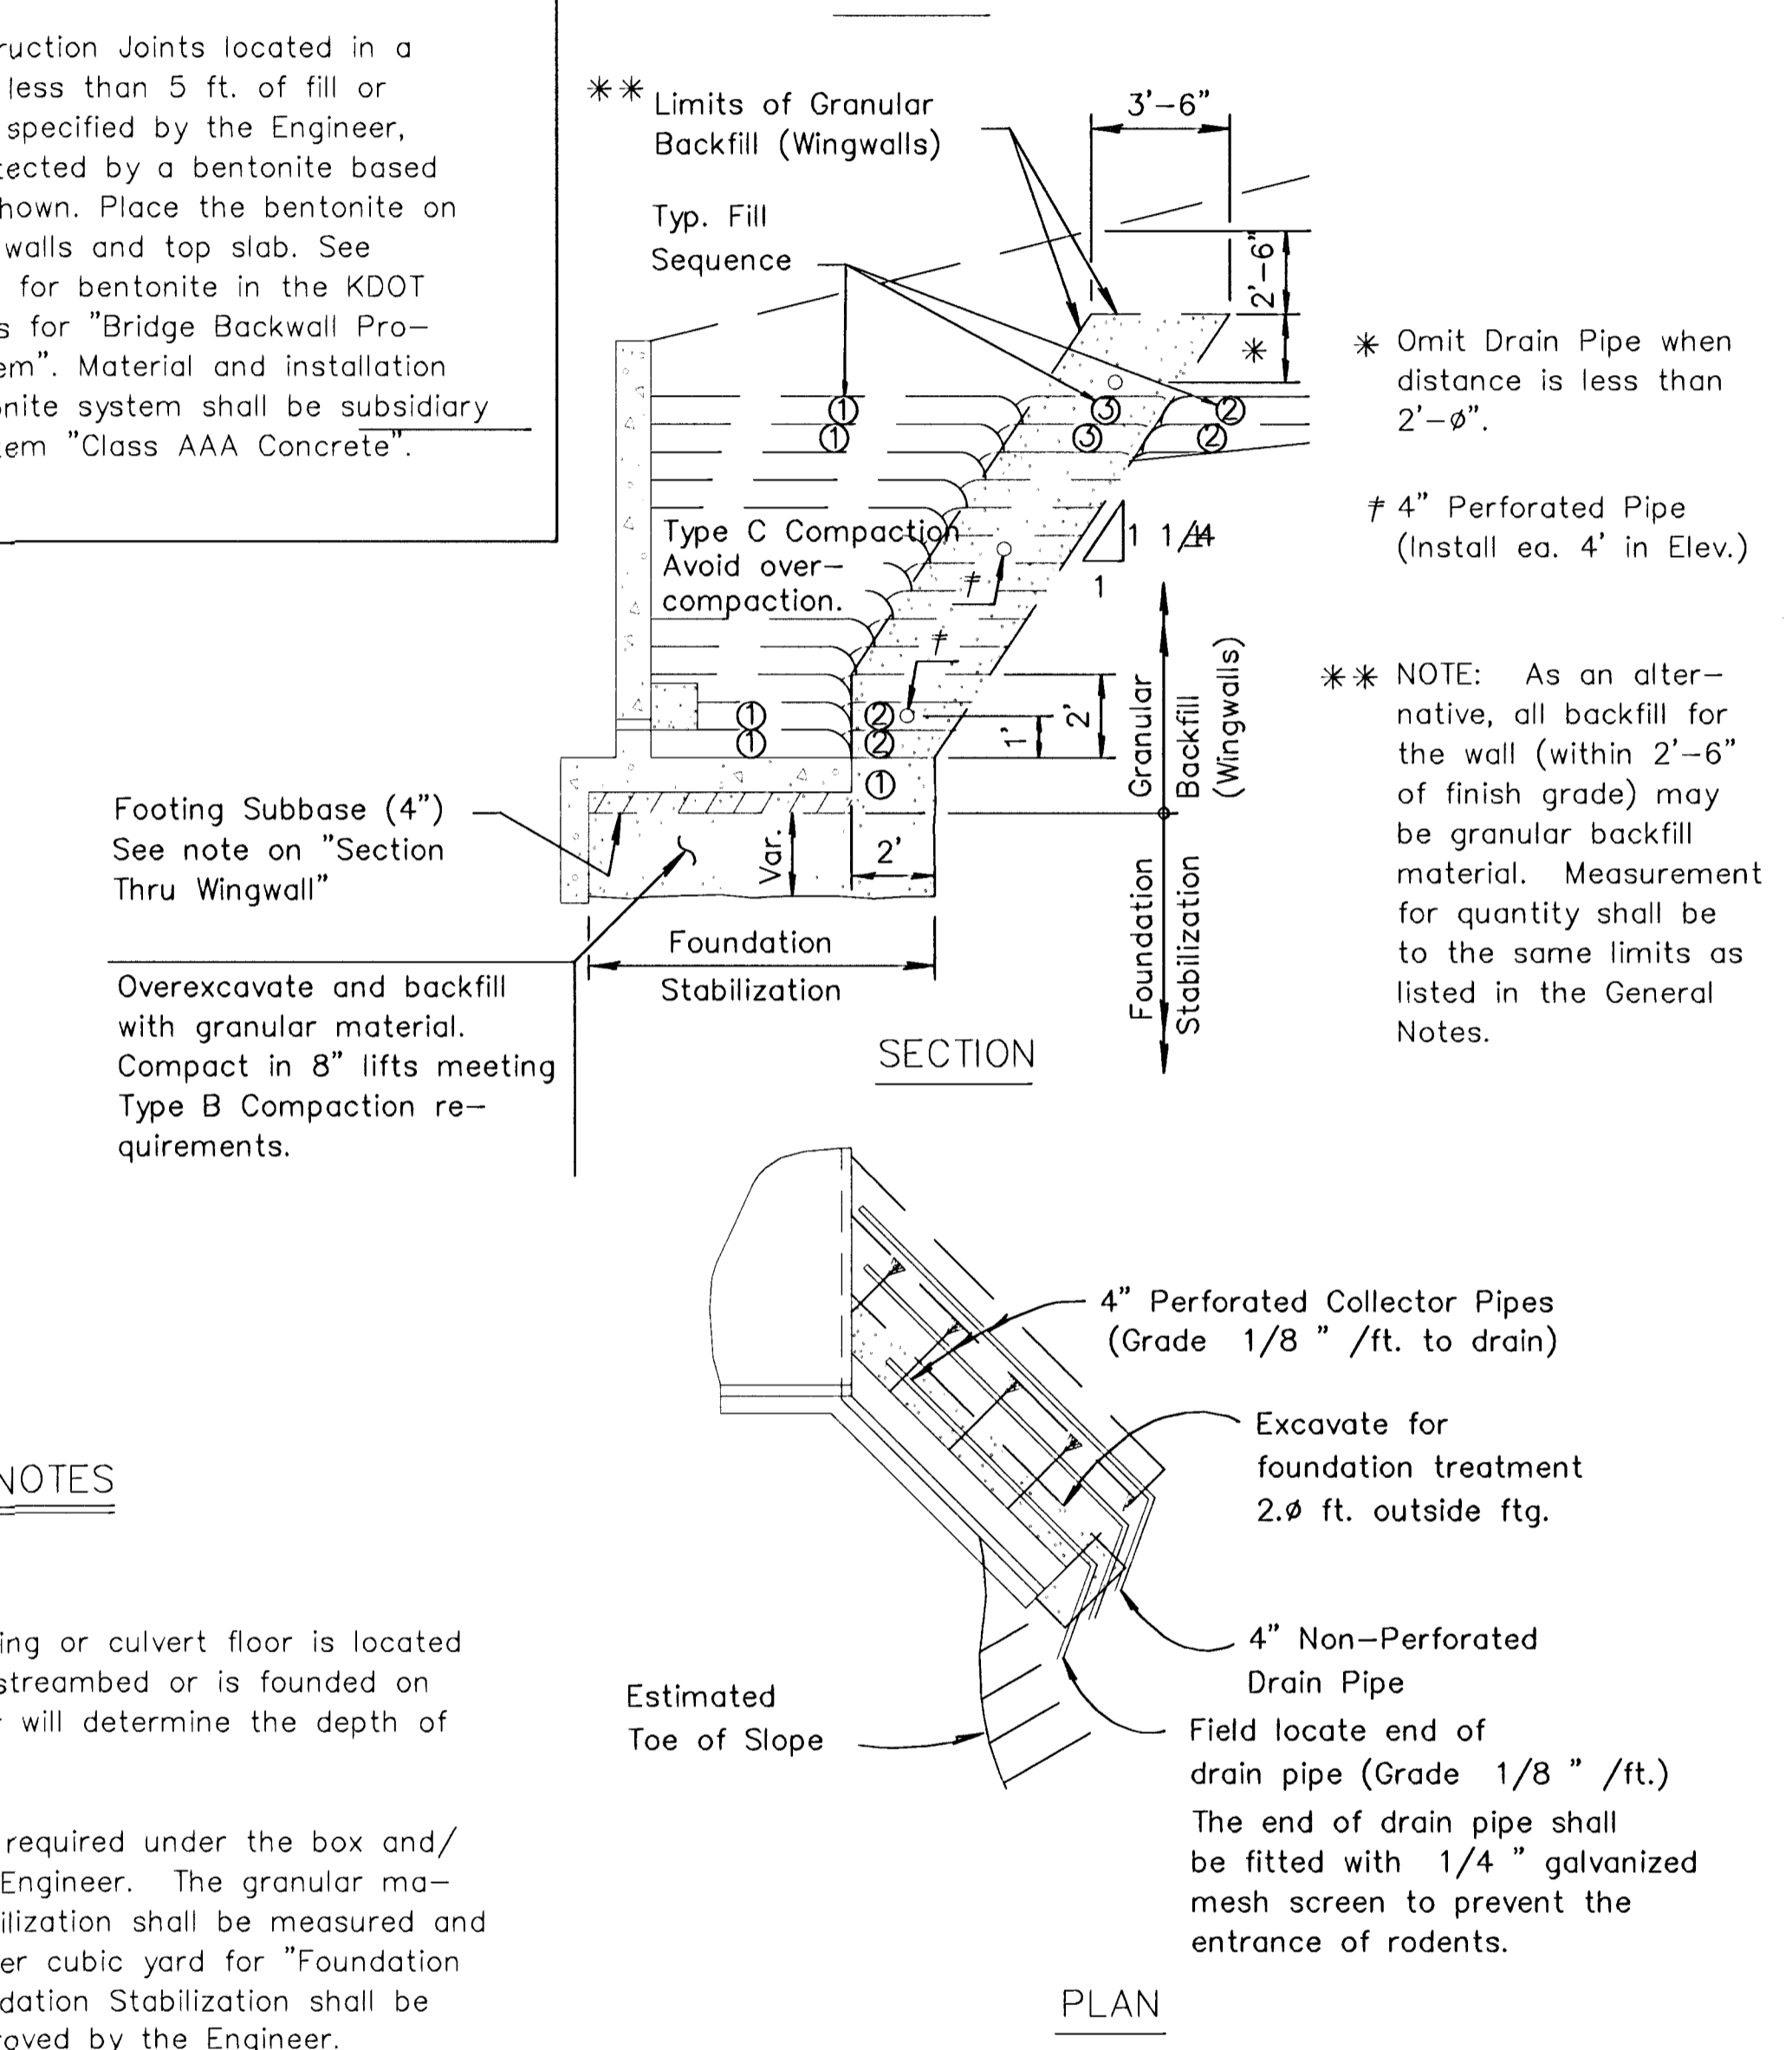 ruction Joints located in a
less than 5 ft. of fill or
specified by the Engineer,
tected by a bentonite based
hown. Place the bentonite on
walls and top slab. See
for bentonite in the KDOT
s for "Bridge Backwall Pro-
em". Material and installation
onite system shall be subsidiary
tem "Class AAA Concrete".
** Limits of Granular
Backfill (Wingwalls)
Typ. Fill
Sequence
3'-6"
2'-6"
*
* Omit Drain Pipe when
distance is less than
2'-0".
① ③ ②
① ③ ②
ǂ 4" Perforated Pipe
(Install ea. 4' in Elev.)
Type C Compaction
Avoid over-
compaction.
ǂ
1 1/4
1
ǂ
① ②
① ②
①
1'
2'
Granular
Backfill
(Wingwalls)
Foundation
Stabilization
** NOTE: As an alter-
native, all backfill for
the wall (within 2'-6"
of finish grade) may
be granular backfill
material. Measurement
for quantity shall be
to the same limits as
listed in the General
Notes.
Footing Subbase (4")
See note on "Section
Thru Wingwall"
Var.
2'
Foundation
Stabilization
Overexcavate and backfill
with granular material.
Compact in 8" lifts meeting
Type B Compaction re-
quirements.
SECTION
4" Perforated Collector Pipes
(Grade 1/8 " /ft. to drain)
Excavate for
foundation treatment
2.0 ft. outside ftg.
4" Non-Perforated
Drain Pipe
Estimated
Toe of Slope
Field locate end of
drain pipe (Grade 1/8 " /ft.)
The end of drain pipe shall
be fitted with 1/4 " galvanized
mesh screen to prevent the
entrance of rodents.
PLAN
NOTES
ing or culvert floor is located
streambed or is founded on
will determine the depth of
required under the box and/
Engineer. The granular ma-
ilization shall be measured and
er cubic yard for "Foundation
dation Stabilization shall be
roved by the Engineer.